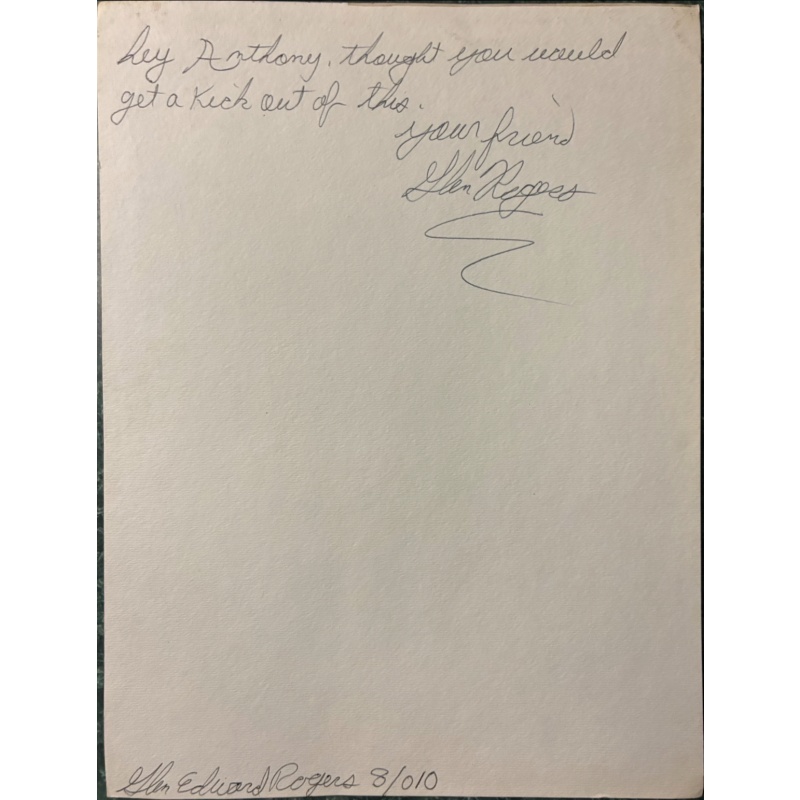 hey Anthony, thought you would
get a kick out of this.
your friend
Glen Rogers
Glen Edward Rogers 8/010